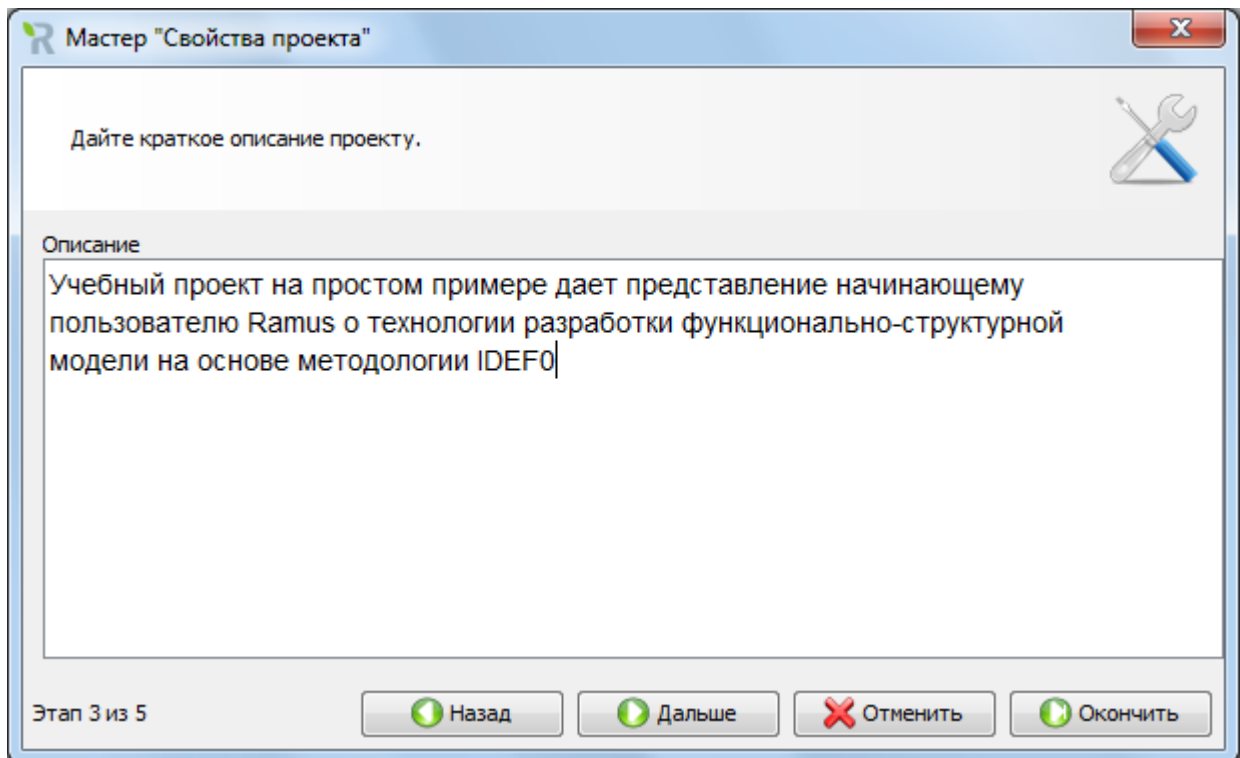 Мастер "Свойства проекта"
Дайте краткое описание проекту.
Описание
Учебный проект на простом примере дает представление начинающему
пользователю Ramus о технологии разработки функционально-структурной
модели на основе методологии IDEF0
Этап 3 из 5
Назад
Дальше
Отменить
Окончить